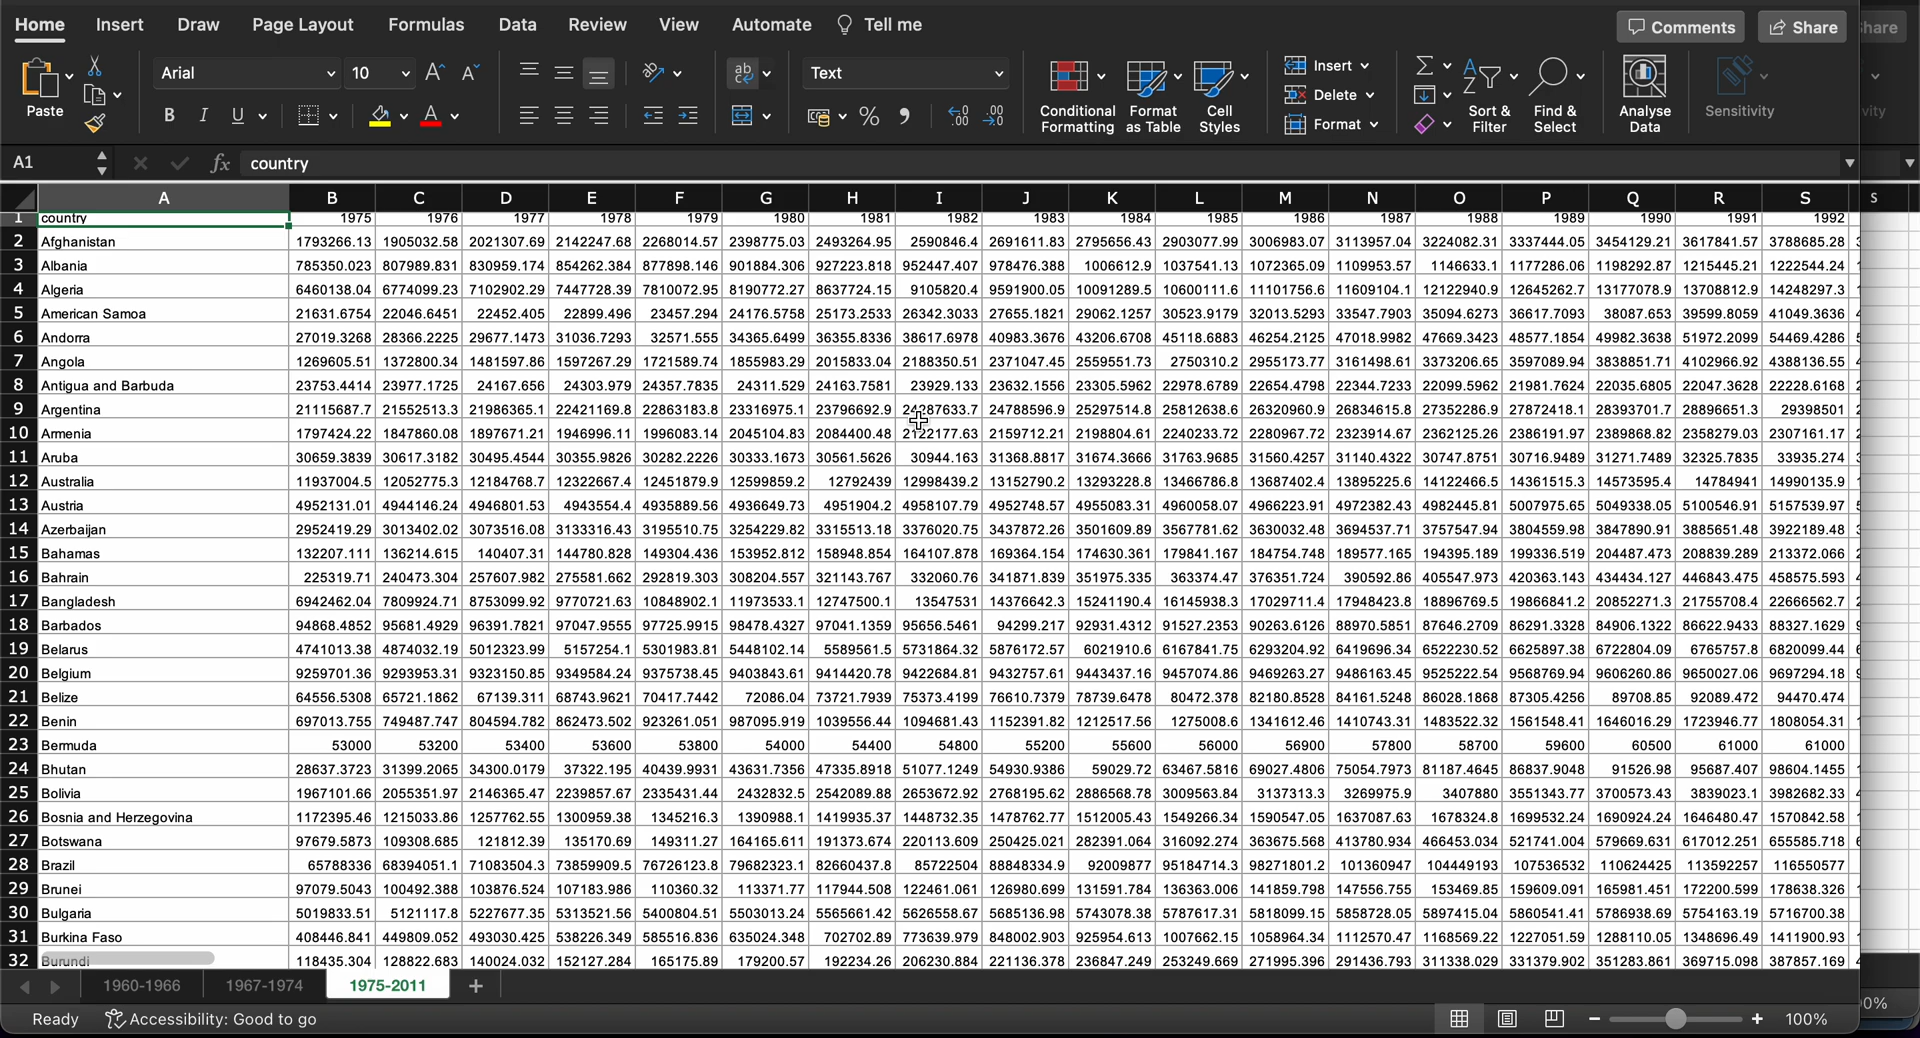 Home Insert Draw Page Layout Formulas Data Review View Automate Tell me Comments Share hare
Paste Arial 10 Text Conditional Formatting Format as Table Cell Styles Insert Delete Format Sort & Filter Find & Select Analyse Data Sensitivity vity
A1 fx country
A B C D E F G H I J K L M N O P Q R S S
1 country 1975 1976 1977 1978 1979 1980 1981 1982 1983 1984 1985 1986 1987 1988 1989 1990 1991 1992
2 Afghanistan 1793266.13 1905032.58 2021307.69 2142247.68 2268014.57 2398775.03 2493264.95 2590846.4 2691611.83 2795656.43 2903077.99 3006983.07 3113957.04 3224082.31 3337444.05 3454129.21 3617841.57 3788685.28
3 Albania 785350.023 807989.831 830959.174 854262.384 877898.146 901884.306 927223.818 952447.407 978476.388 1006612.9 1037541.13 1072365.09 1109953.57 1146633.1 1177286.06 1198292.87 1215445.21 1222544.24
4 Algeria 6460138.04 6774099.23 7102902.29 7447728.39 7810072.95 8190772.27 8637724.15 9105820.4 9591900.05 10091289.5 10600111.6 11101756.6 11609104.1 12122940.9 12645262.7 13177078.9 13708812.9 14248297.3
5 American Samoa 21631.6754 22046.6451 22452.405 22899.496 23457.294 24176.5758 25173.2533 26342.3033 27655.1821 29062.1257 30523.9179 32013.5293 33547.7903 35094.6273 36617.7093 38087.653 39599.8059 41049.3636
6 Andorra 27019.3268 28366.2225 29677.1473 31036.7293 32571.555 34365.6499 36355.8336 38617.6978 40983.3676 43206.6708 45118.6883 46254.2125 47018.9982 47669.3423 48577.1854 49982.3638 51972.2099 54469.4286
7 Angola 1269605.51 1372800.34 1481597.86 1597267.29 1721589.74 1855983.29 2015833.04 2188350.51 2371047.45 2559551.73 2750310.2 2955173.77 3161498.61 3373206.65 3597089.94 3838851.71 4102966.92 4388136.55
8 Antigua and Barbuda 23753.4414 23977.1725 24167.656 24303.979 24357.7835 24311.529 24163.7581 23929.133 23632.1556 23305.5962 22978.6789 22654.4798 22344.7233 22099.5962 21981.7624 22035.6805 22047.3628 22228.6168
9 Argentina 21115687.7 21552513.3 21986365.1 22421169.8 22863183.8 23316975.1 23796692.9 24287633.7 24788596.9 25297514.8 25812638.6 26320960.9 26834615.8 27352286.9 27872418.1 28393701.7 28896651.3 29398501
10 Armenia 1797424.22 1847860.08 1897671.21 1946996.11 1996083.14 2045104.83 2084400.48 2122177.63 2159712.21 2198804.61 2240233.72 2280967.72 2323914.67 2362125.26 2386191.97 2389868.82 2358279.03 2307161.17
11 Aruba 30659.3839 30617.3182 30495.4544 30355.9826 30282.2226 30333.1673 30561.5626 30944.163 31368.8817 31674.3666 31763.9685 31560.4257 31140.4322 30747.8751 30716.9489 31271.7489 32325.7835 33935.274
12 Australia 11937004.5 12052775.3 12184768.7 12322667.4 12451879.9 12599859.2 12792439 12998439.2 13152790.2 13293228.8 13466786.8 13687402.4 13895225.6 14122466.5 14361515.3 14573595.4 14784941 14990135.9
13 Austria 4952131.01 4944146.24 4946801.53 4943554.4 4935889.56 4936649.73 4951904.2 4958107.79 4952748.57 4955083.31 4960058.07 4966223.91 4972382.43 4982445.81 5007975.65 5049338.05 5100546.91 5157539.97
14 Azerbaijan 2952419.29 3013402.02 3073516.08 3133316.43 3195510.75 3254229.82 3315513.18 3376020.75 3437872.26 3501609.89 3567781.62 3630032.48 3694537.71 3757547.94 3804559.98 3847890.91 3885651.48 3922189.48
15 Bahamas 132207.111 136214.615 140407.31 144780.828 149304.436 153952.812 158948.854 164107.878 169364.154 174630.361 179841.167 184754.748 189577.165 194395.189 199336.519 204487.473 208839.289 213372.066
16 Bahrain 225319.71 240473.304 257607.982 275581.662 292819.303 308204.557 321143.767 332060.76 341871.839 351975.335 363374.47 376351.724 390592.86 405547.973 420363.143 434434.127 446843.475 458575.593
17 Bangladesh 6942462.04 7809924.71 8753099.92 9770721.63 10848902.1 11973533.1 12747500.1 13547531 14376642.3 15241190.4 16145938.3 17029711.4 17948423.8 18896769.5 19866841.2 20852271.3 21755708.4 22666562.7
18 Barbados 94868.4852 95681.4929 96391.7821 97047.9555 97725.9915 98478.4327 97041.1359 95656.5461 94299.217 92931.4312 91527.2353 90263.6126 88970.5851 87646.2709 86291.3328 84906.1322 86622.9433 88327.1629
19 Belarus 4741013.38 4874032.19 5012323.99 5157254.1 5301983.81 5448102.14 5589561.5 5731864.32 5876172.57 6021910.6 6167841.75 6293204.92 6419696.34 6522230.52 6625897.38 6722804.09 6765757.8 6820099.44
20 Belgium 9259701.36 9293953.31 9323150.85 9349584.24 9375738.45 9403843.61 9414420.78 9422684.81 9432757.61 9443437.16 9457074.86 9469263.27 9486163.45 9525222.54 9568769.94 9606260.86 9650027.06 9697294.18
21 Belize 64556.5308 65721.1862 67139.311 68743.9621 70417.7442 72086.04 73721.7939 75373.4199 76610.7379 78739.6478 80472.378 82180.8528 84161.5248 86028.1868 87305.4256 89708.85 92089.472 94470.474
22 Benin 697013.755 749487.747 804594.782 862473.502 923261.051 987095.919 1039556.44 1094681.43 1152391.82 1212517.56 1275008.6 1341612.46 1410743.31 1483522.32 1561548.41 1646016.29 1723946.77 1808054.31
23 Bermuda 53000 53200 53400 53600 53800 54000 54400 54800 55200 55600 56000 56900 57800 58700 59600 60500 61000 61000
24 Bhutan 28637.3723 31399.2065 34300.0179 37322.195 40439.9931 43631.7356 47335.8918 51077.1249 54930.9386 59029.72 63467.5816 69027.4806 75054.7973 81187.4645 86837.9048 91526.98 95687.407 98604.1455
25 Bolivia 1967101.66 2055351.97 2146365.47 2239857.67 2335431.44 2432832.5 2542089.88 2653672.92 2768195.62 2886568.78 3009563.84 3137313.3 3269975.9 3407880 3551343.77 3700573.43 3839023.1 3982682.33
26 Bosnia and Herzegovina 1172395.46 1215033.86 1257762.55 1300959.38 1345216.3 1390988.1 1419935.37 1448732.35 1478762.77 1512005.43 1549266.34 1590547.05 1637087.63 1678324.8 1699532.24 1690924.24 1646480.47 1570842.58
27 Botswana 97679.5873 109308.685 121812.39 135170.69 149311.27 164165.611 191373.674 220113.609 250425.021 282391.064 316092.274 363675.568 413780.934 466453.034 521741.004 579669.631 617012.251 655585.718
28 Brazil 65788336 68394051.1 71083504.3 73859909.5 76726123.8 79682323.1 82660437.8 85722504 88848334.9 92009877 95184714.3 98271801.2 101360947 104449193 107536532 110624425 113592257 116550577
29 Brunei 97079.5043 100492.388 103876.524 107183.986 110360.32 113371.77 117944.508 122461.061 126980.699 131591.784 136363.006 141859.798 147556.755 153469.85 159609.091 165981.451 172200.599 178638.326
30 Bulgaria 5019833.51 5121117.8 5227677.35 5313521.56 5400804.51 5503013.24 5565661.42 5626558.67 5685136.98 5743078.38 5787617.31 5818099.15 5858728.05 5897415.04 5860541.41 5786938.69 5754163.19 5716700.38
31 Burkina Faso 408446.841 449809.052 493030.425 538226.349 585516.836 635024.348 702702.89 773639.979 848002.903 925954.613 1007662.15 1058964.34 1112570.47 1168569.22 1227051.59 1288110.05 1348696.49 1411900.93
32 Burundi 118435.304 128822.683 140024.032 152127.284 165175.89 179200.57 192234.26 206230.884 221136.378 236847.249 253249.669 271995.396 291436.793 311338.029 331379.902 351283.861 369715.098 387857.169
1960-1966 1967-1974 1975-2011 +
Ready Accessibility: Good to go 100% 0%